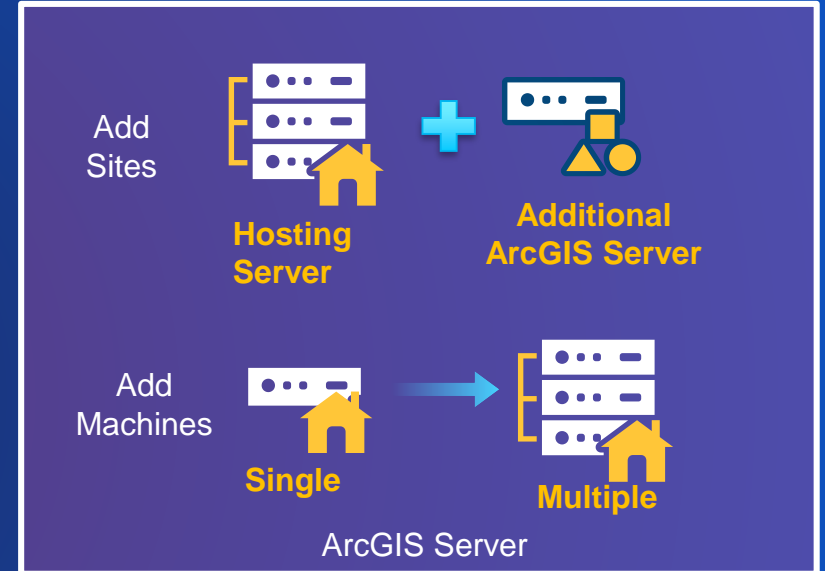 Add
Sites
Hosting
Server
Additional
ArcGIS Server
Add
Machines
Single
Multiple
ArcGIS Server